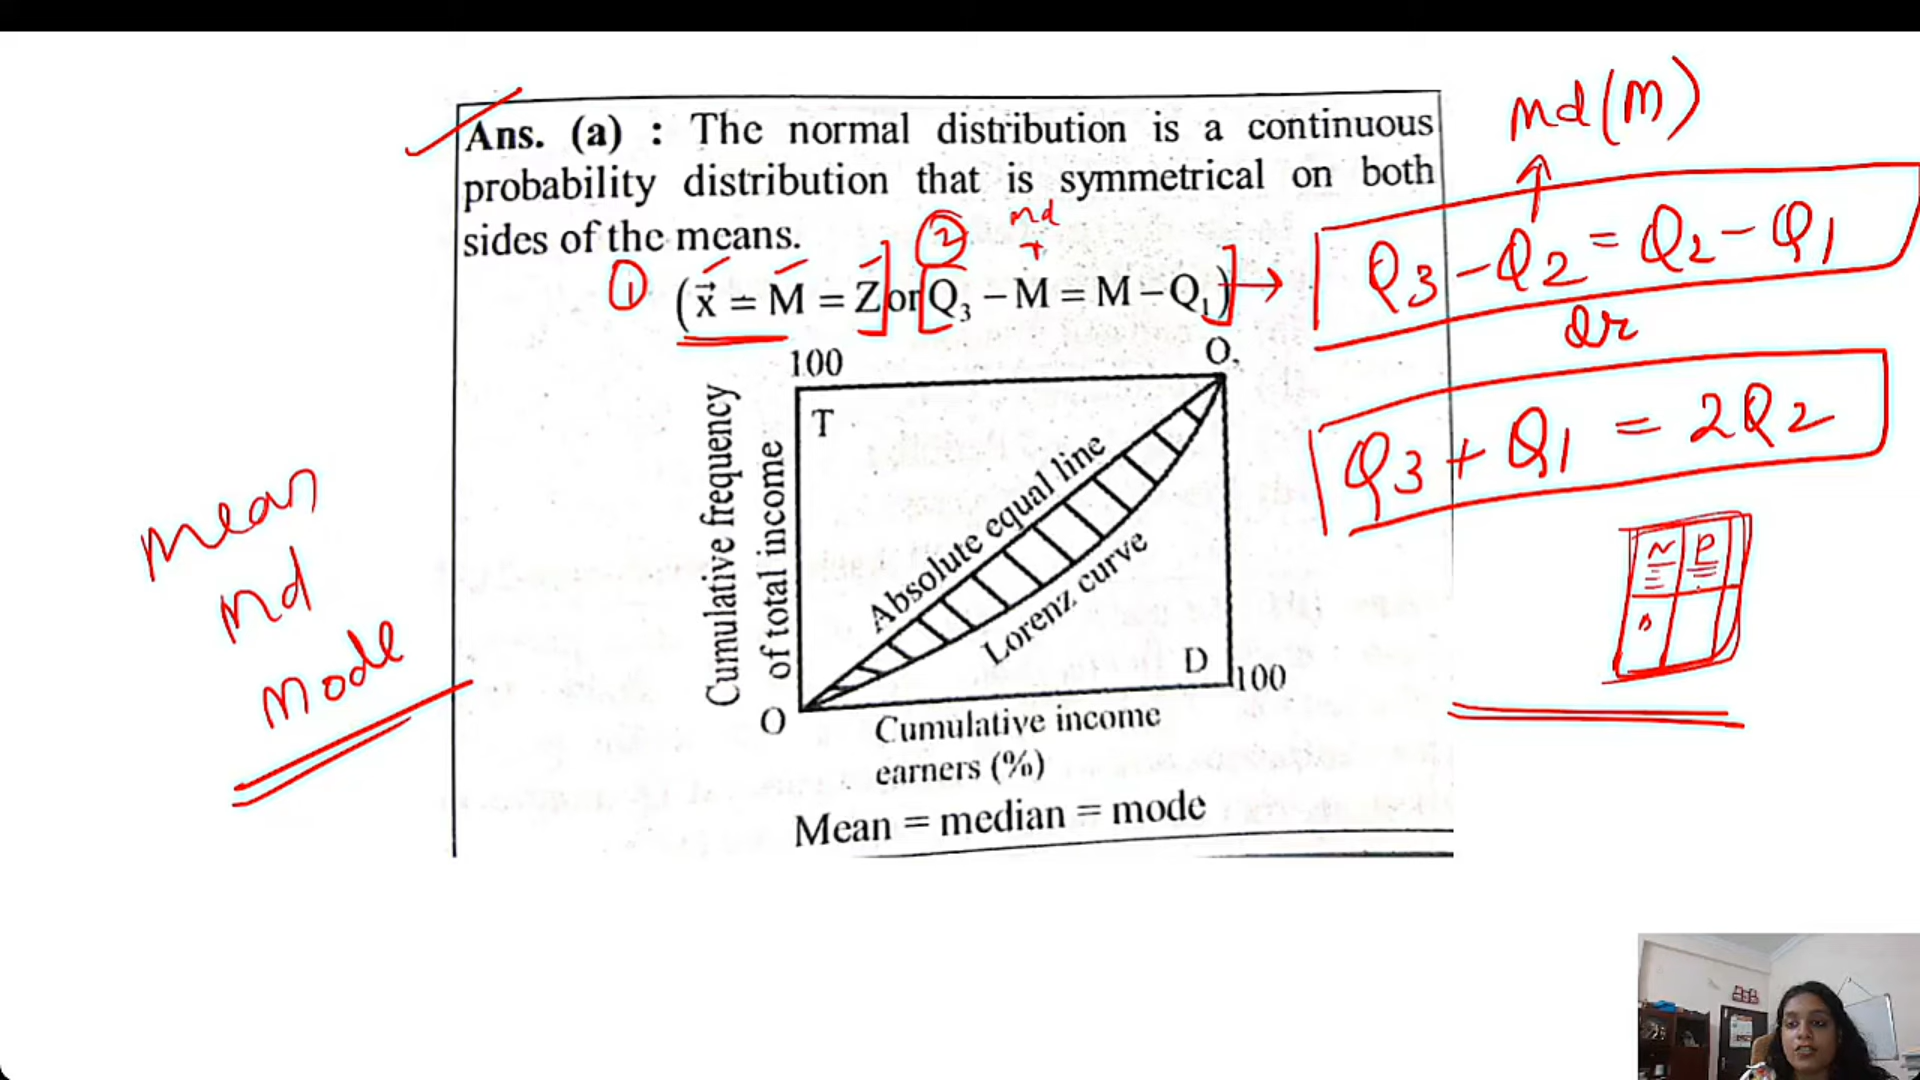 Ans. (a) : The normal distribution is a continuous
probability distribution that is symmetrical on both
sides of the means.
① ② md
(x⃗ = M = Z or Q₃ − M = M − Q₁) →
md(M)
↑
Q3 − Q2 = Q2 − Q1
or
Q3 + Q1 = 2Q2
N P
100
O,
T
Cumulative frequency
of total income
Absolute equal line
Lorenz curve
D
100
O
Cumulative income
earners (%)
Mean = median = mode
mean
md
mode